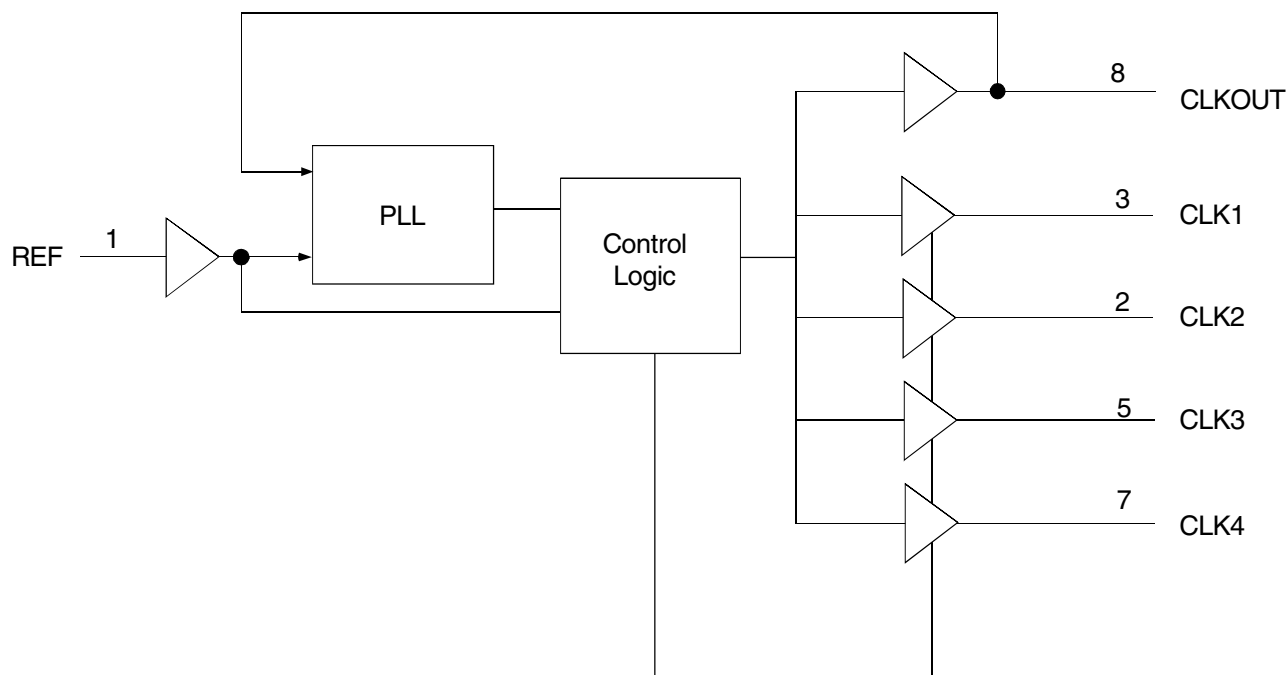 8
CLKOUT
PLL
3
CLK1
REF
1
Control
Logic
2
CLK2
5
CLK3
7
CLK4